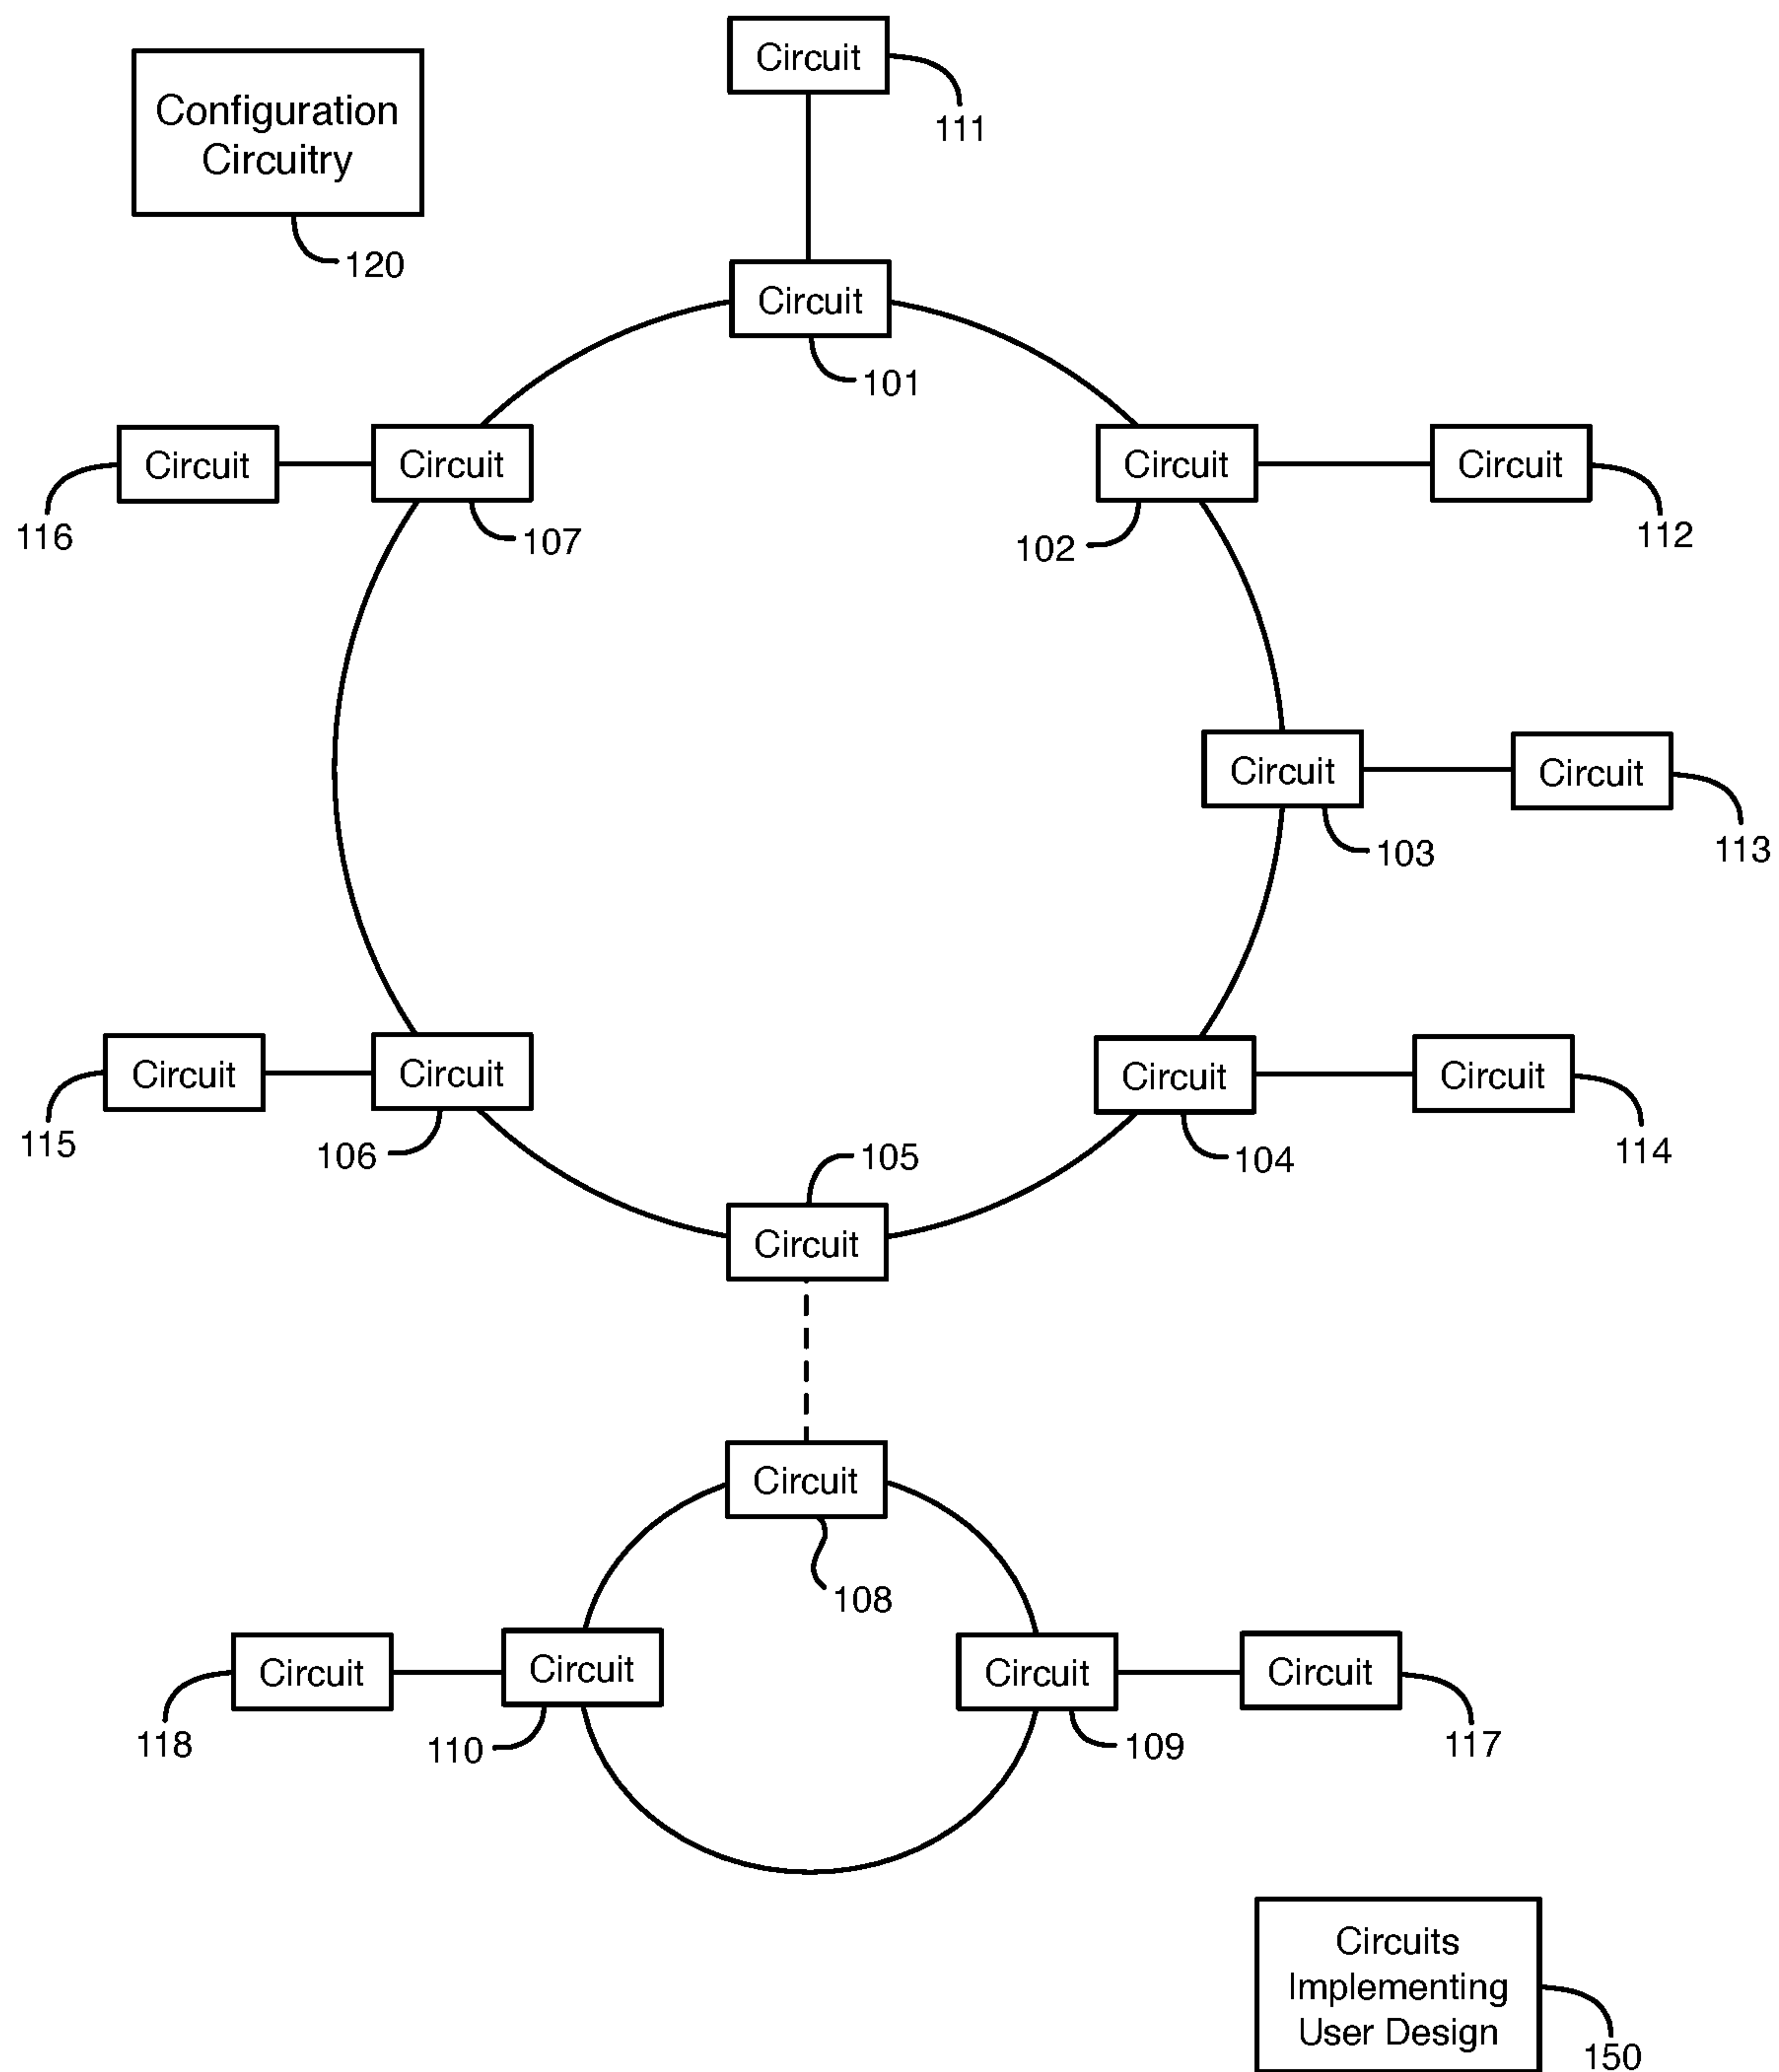 Circuit
111
Configuration
Circuitry
120
Circuit
101
Circuit
116
Circuit
107
Circuit
102
Circuit
112
Circuit
103
Circuit
113
Circuit
115
Circuit
106
Circuit
104
Circuit
114
105
Circuit
Circuit
108
Circuit
118
Circuit
110
Circuit
109
Circuit
117
Circuits
Implementing
User Design
150